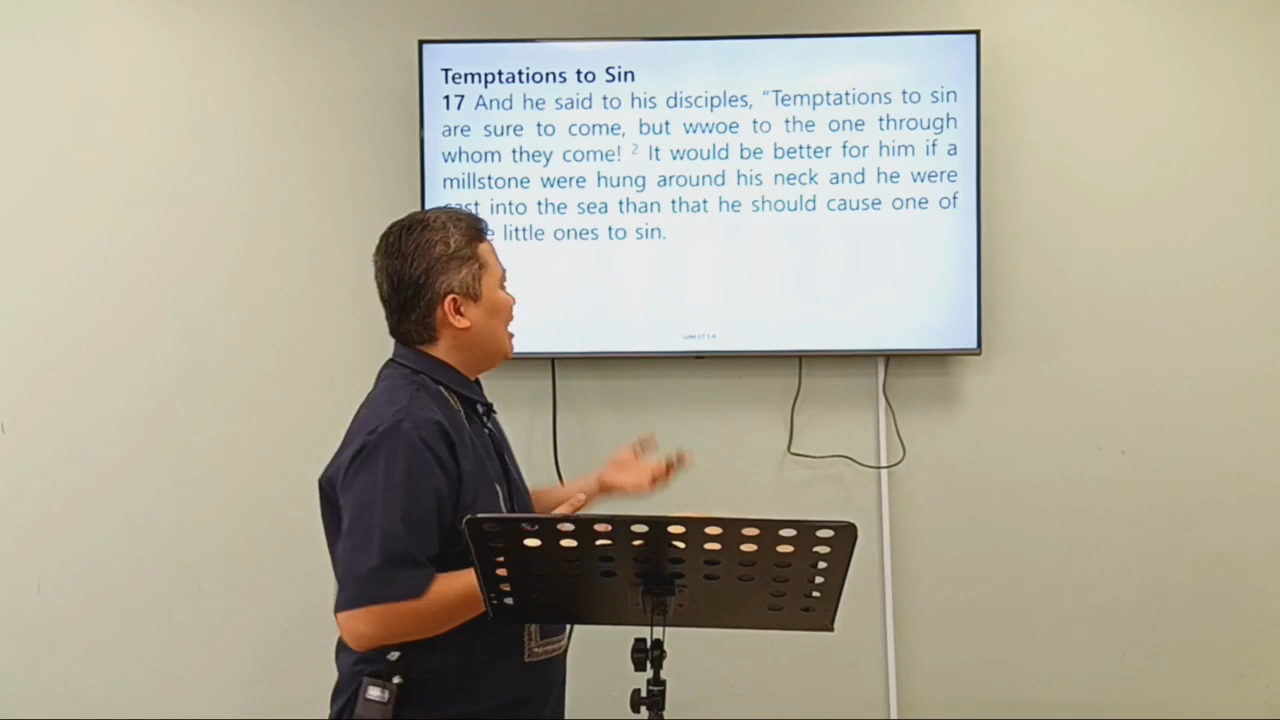 Temptations to Sin
17 And he said to his disciples, “Temptations to sin
are sure to come, but wwoe to the one through
whom they come! 2 It would be better for him if a
millstone were hung around his neck and he were
cast into the sea than that he should cause one of
little ones to sin.